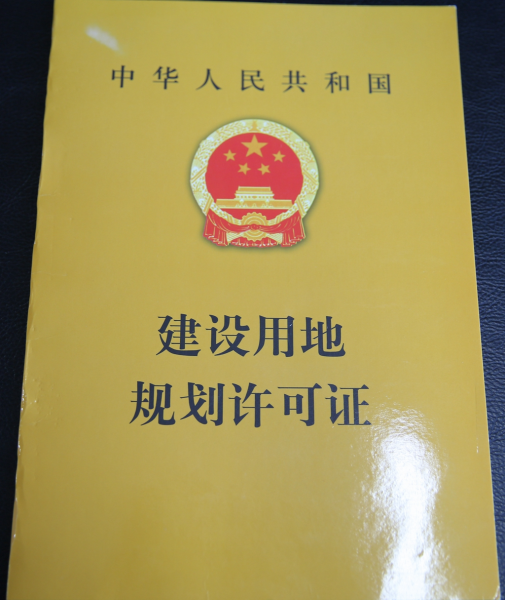 中华人民共和国
建设用地
规划许可证